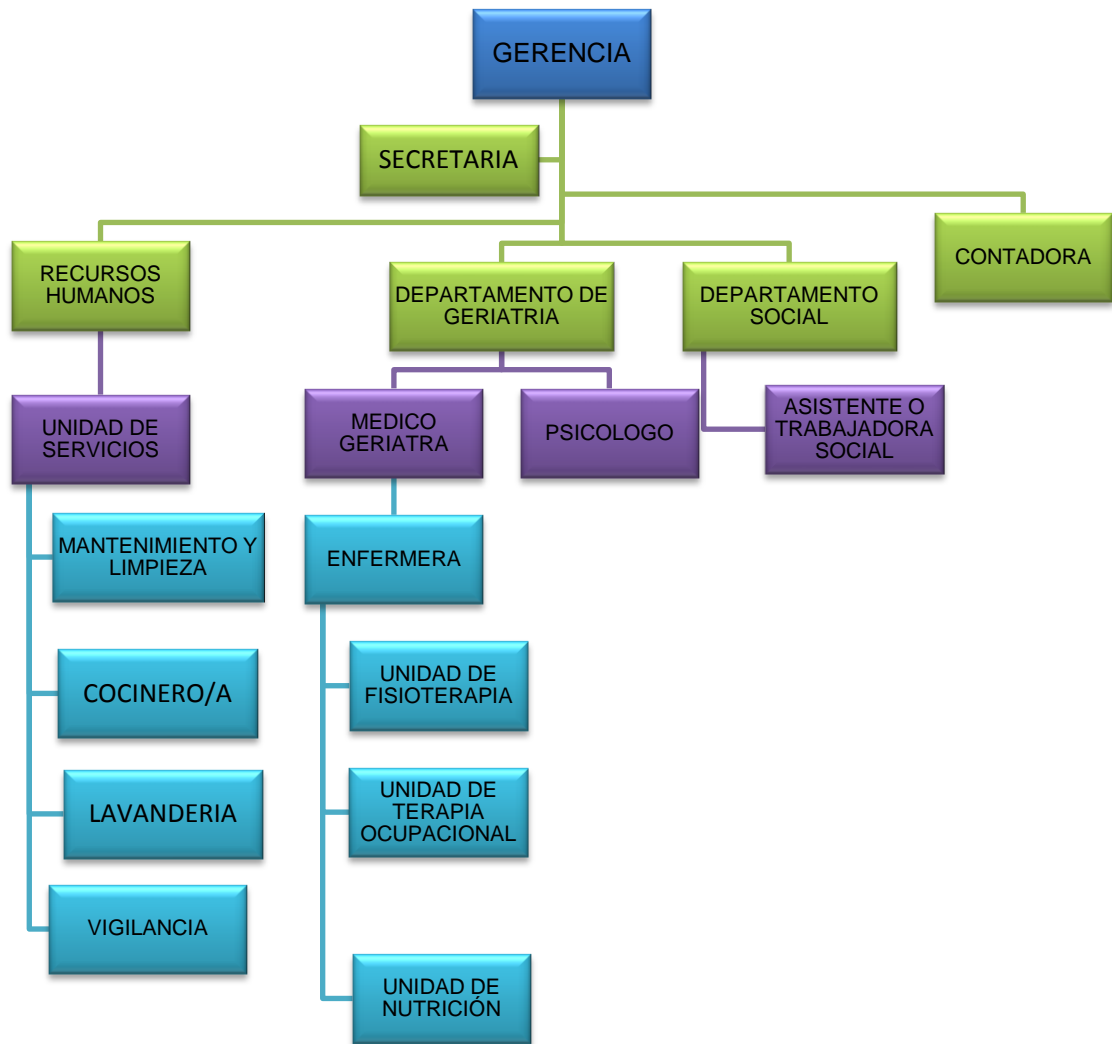 GERENCIA
SECRETARIA
RECURSOS
HUMANOS
DEPARTAMENTO DE
GERIATRIA
DEPARTAMENTO
SOCIAL
CONTADORA
UNIDAD DE
SERVICIOS
MEDICO
GERIATRA
PSICOLOGO
ASISTENTE O
TRABAJADORA
SOCIAL
MANTENIMIENTO Y
LIMPIEZA
COCINERO/A
LAVANDERIA
VIGILANCIA
ENFERMERA
UNIDAD DE
FISIOTERAPIA
UNIDAD DE
TERAPIA
OCUPACIONAL
UNIDAD DE
NUTRICIÓN